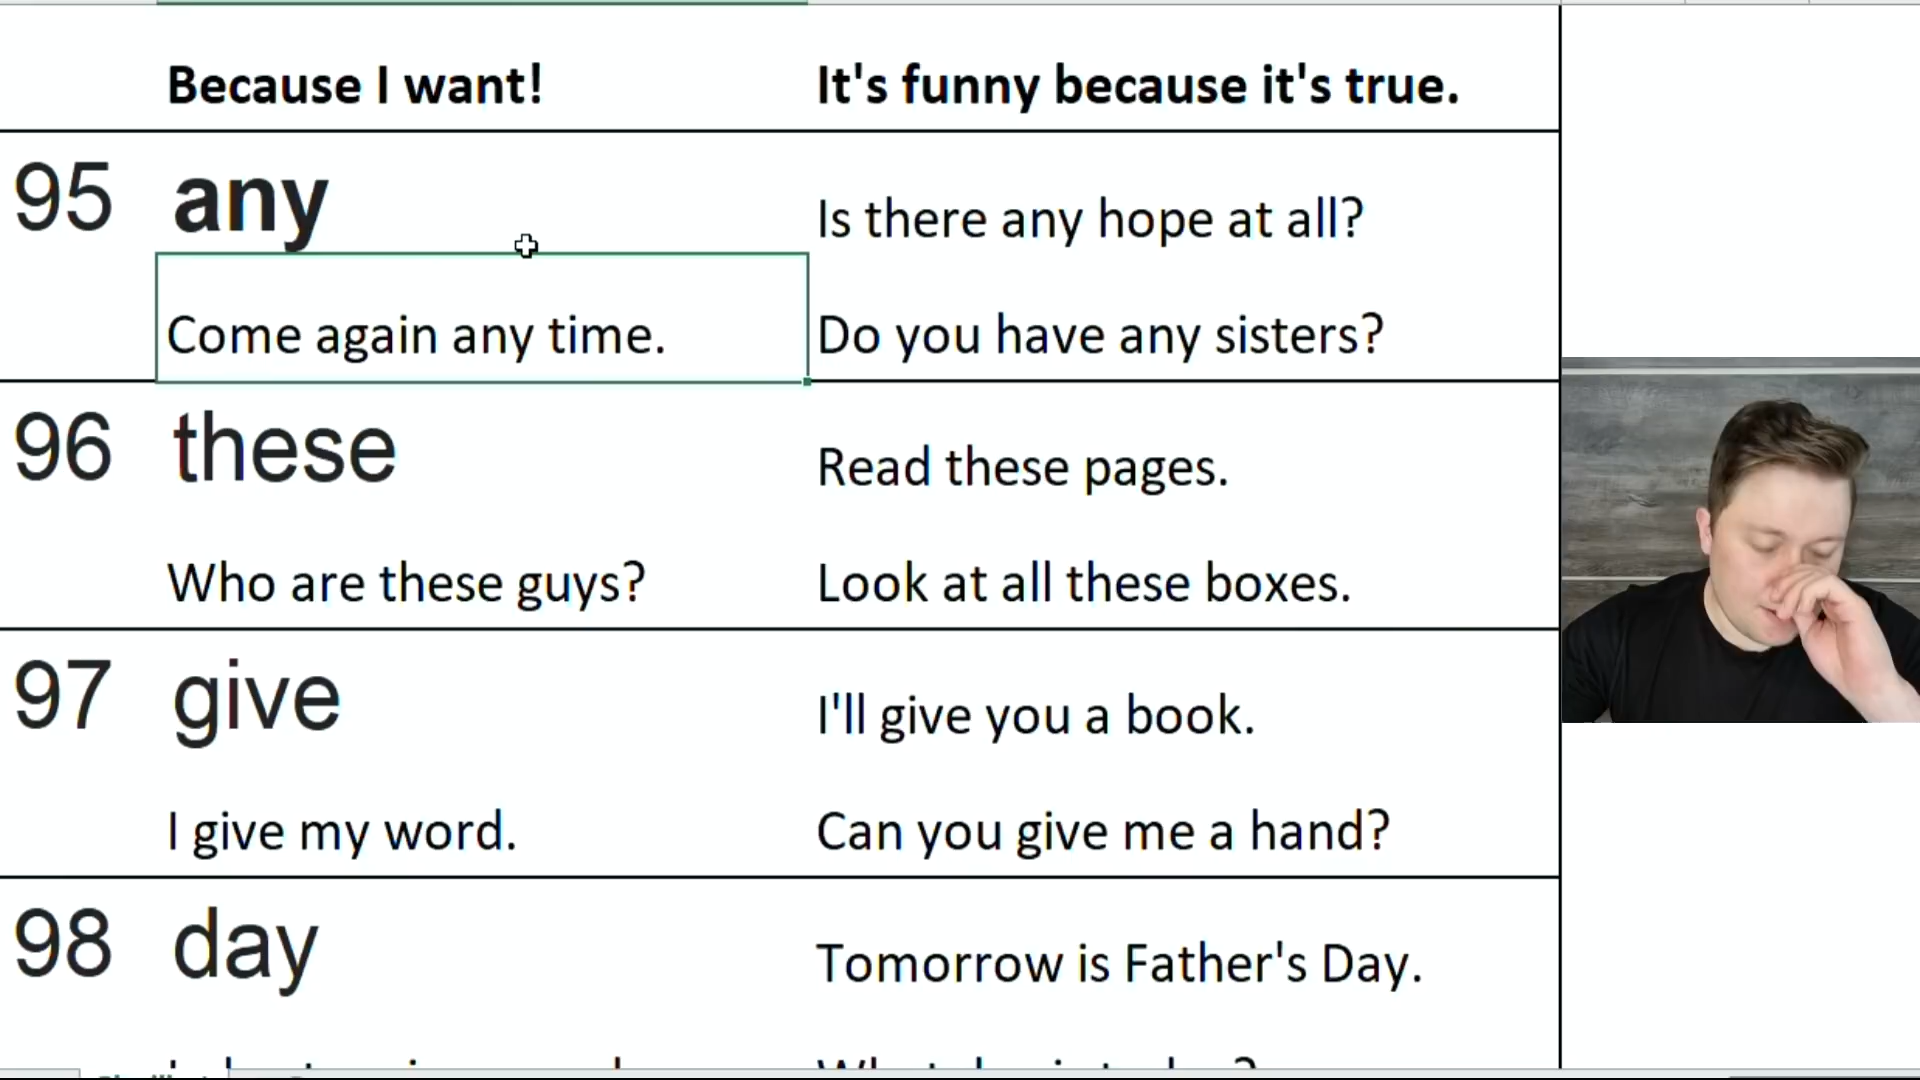 Because I want! It's funny because it's true.
95 any Is there any hope at all?
Come again any time. Do you have any sisters?
96 these Read these pages.
Who are these guys? Look at all these boxes.
97 give I'll give you a book.
I give my word. Can you give me a hand?
98 day Tomorrow is Father's Day.